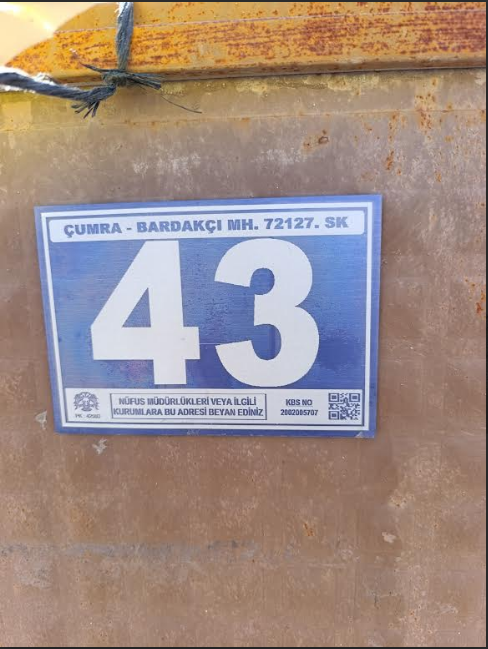 ÇUMRA - BARDAKÇI MH. 72127. SK
43
NÜFUS MÜDÜRLÜKLERİ VEYA İLGİLİ
KURUMLARA BU ADRESİ BEYAN EDİNİZ
KBS NO
2002005707